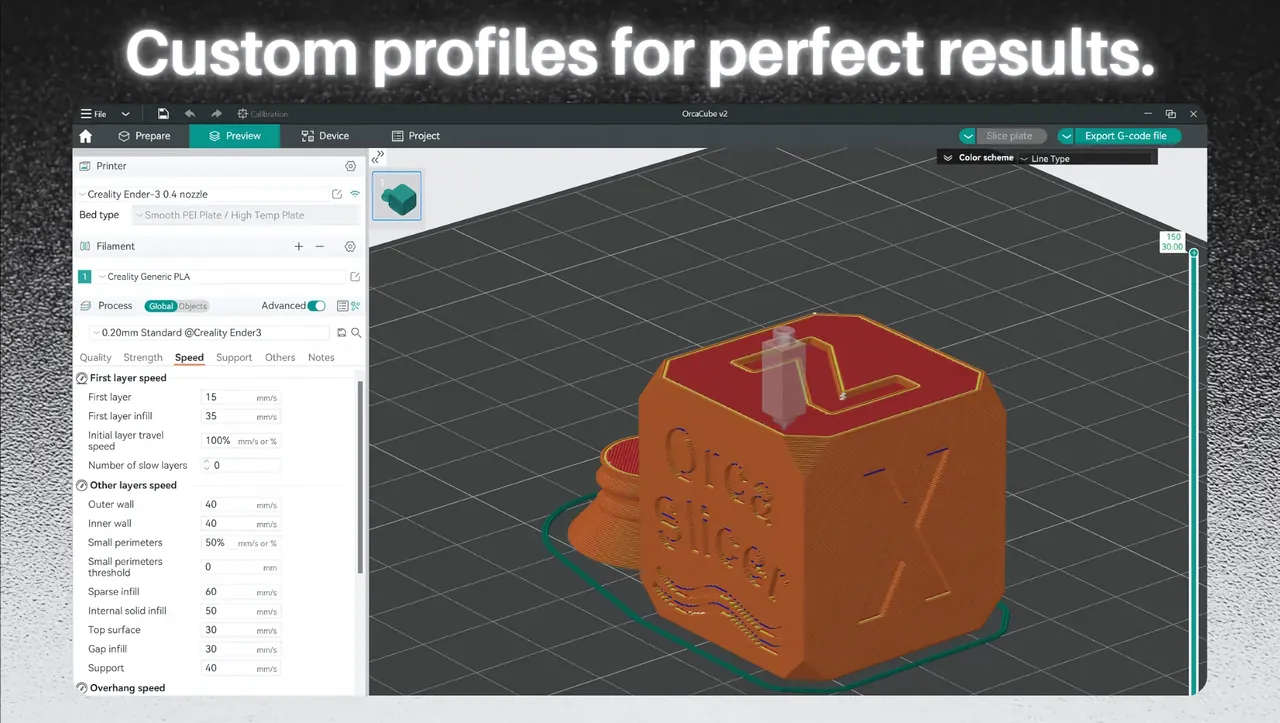 Custom profiles for perfect results.
File
Calibration
OrcaCube v2
Prepare
Preview
Device
Project
Slice plate
Export G-code file
Printer
Creality Ender-3 0.4 nozzle
Bed type
Smooth PEI Plate / High Temp Plate
Filament
1
Creality Generic PLA
Process
Global
Objects
Advanced
0.20mm Standard @Creality Ender3
Quality
Strength
Speed
Support
Others
Notes
First layer speed
First layer 15 mm/s
First layer infill 35 mm/s
Initial layer travel
speed
100% mm/s or %
Number of slow layers 0
Other layers speed
Outer wall 40 mm/s
Inner wall 40 mm/s
Small perimeters 50% mm/s or %
Small perimeters
threshold
0 mm
Sparse infill 60 mm/s
Internal solid infill 50 mm/s
Top surface 30 mm/s
Gap infill 30 mm/s
Support 40 mm/s
Overhang speed
Color scheme
Line Type
150
30.00
Z
Orca
slicer
X